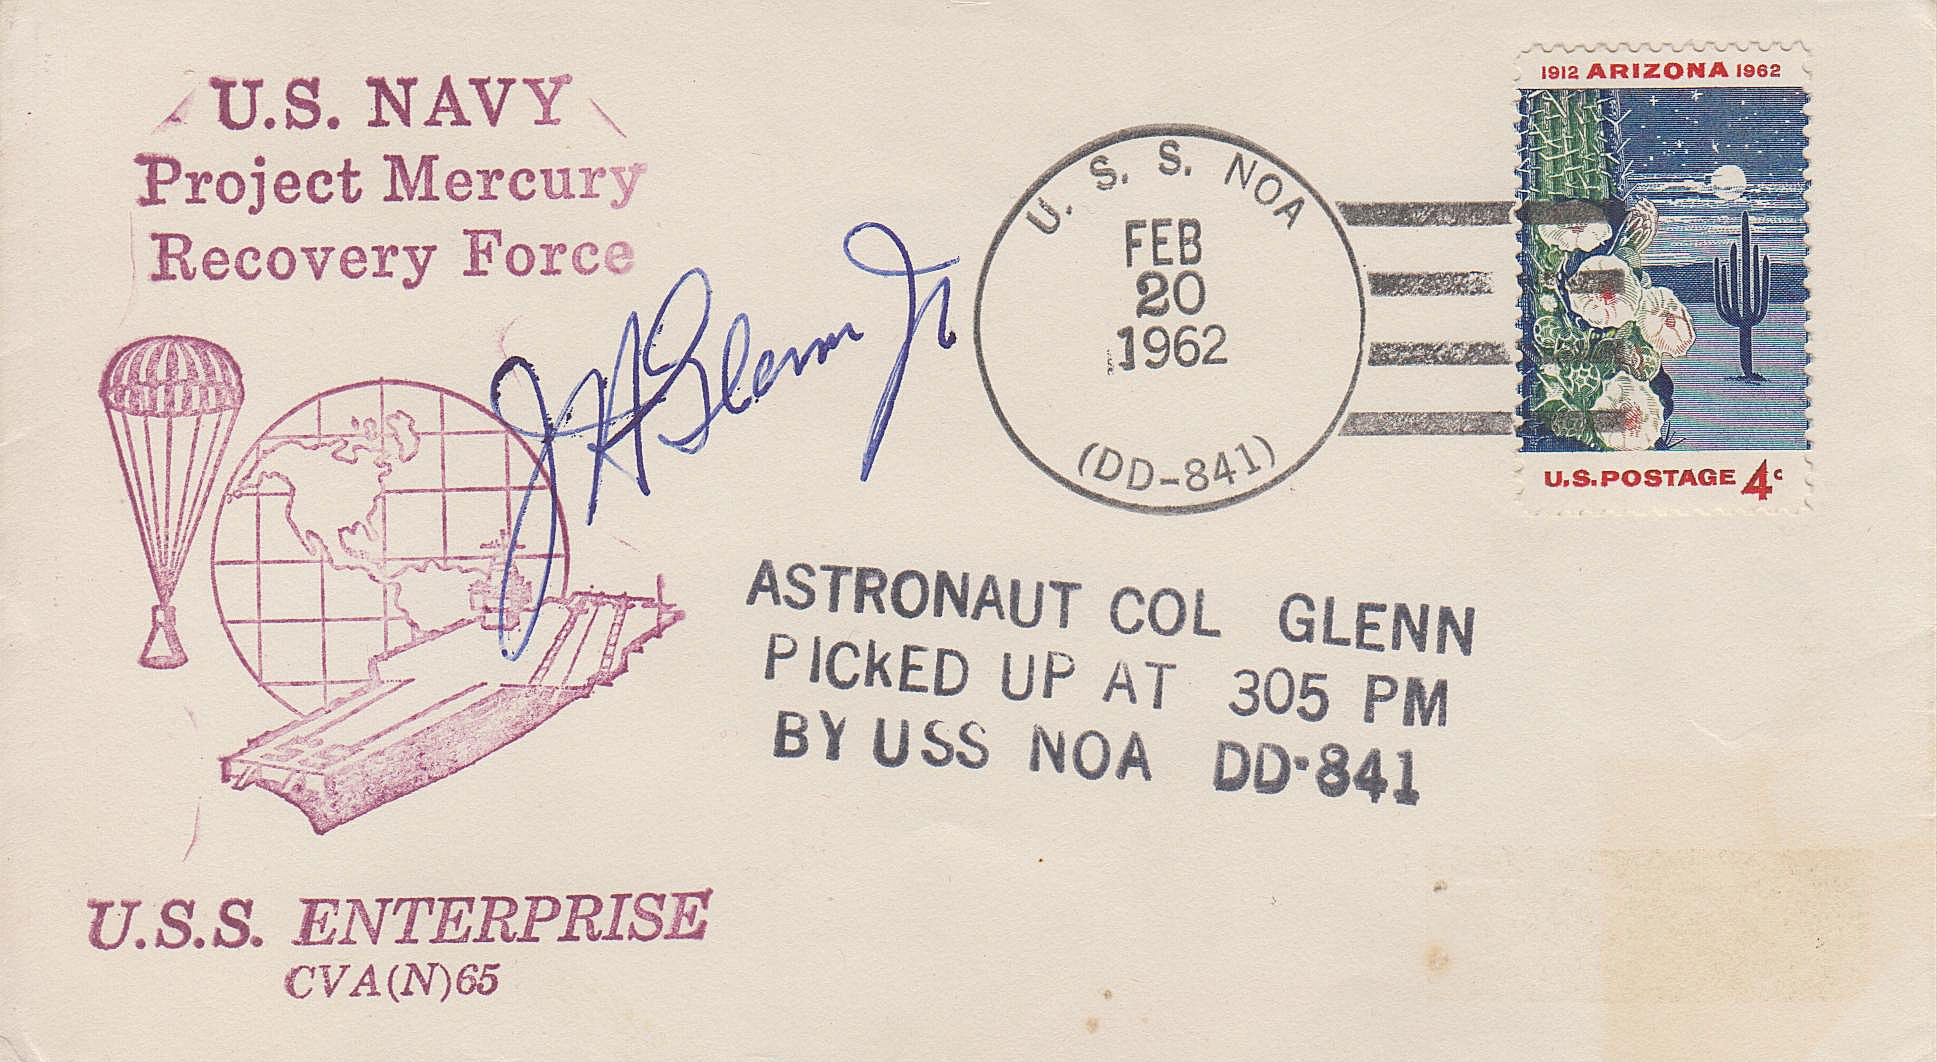 U.S. NAVY
Project Mercury
Recovery Force
J H Glenn Jr
U. S. S. NOA
FEB
20
1962
(DD-841)
1912 ARIZONA 1962
U.S. POSTAGE 4c
ASTRONAUT COL GLENN
PICKED UP AT 305 PM
BY USS NOA DD-841
U.S.S. ENTERPRISE
CVA(N)65